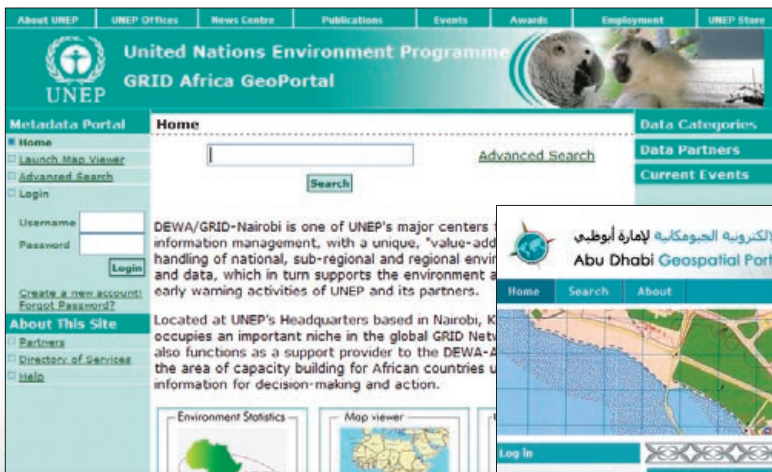 About UNEP UNEP Offices News Centre Publications Events Awards Employment UNEP Store
United Nations Environment Programme
GRID Africa GeoPortal
UNEP
Metadata Portal
Home
Launch Map Viewer
Advanced Search
Login
Username
Password
Login
Create a new account:
Forgot Password?
About This Site
Partners
Directory of Services
Help
Home
Advanced Search
Search
DEWA/GRID-Nairobi is one of UNEP's major centers
information management, with a unique, "value-add
handling of national, sub-regional and regional envir
and data, which in turn supports the environment a
early warning activities of UNEP and its partners.
Located at UNEP's Headquarters based in Nairobi, K
occupies an important niche in the global GRID Netw
also functions as a support provider to the DEWA-A
the area of capacity building for African countries u
information for decision-making and action.
Environment Statistics
Map viewer
Data Categories
Data Partners
Current Events
الجيومكانية لإمارة أبوظبي
Abu Dhabi Geospatial Port
Home Search About
Log in